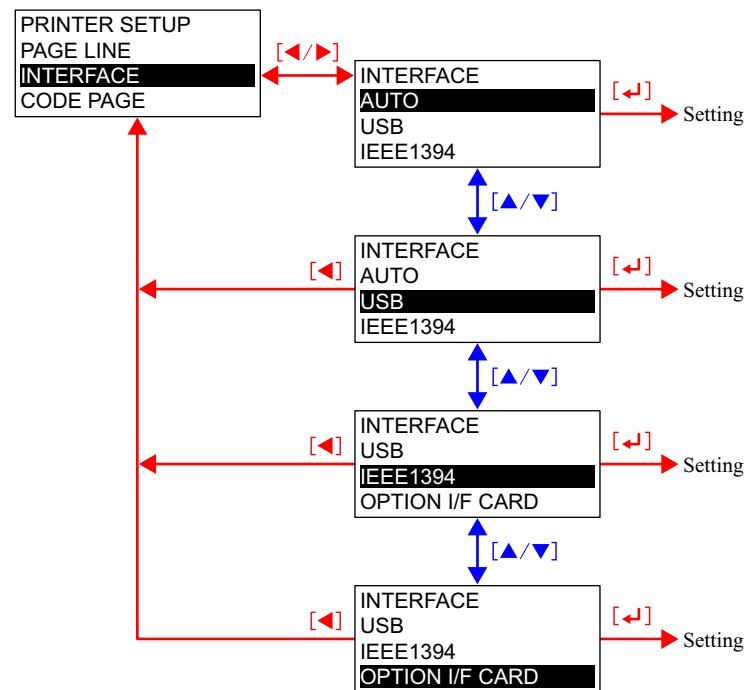 PRINTER SETUP
PAGE LINE
INTERFACE
CODE PAGE
[◀/▶]
INTERFACE
AUTO
USB
IEEE1394
[↵]
Setting
[▲/▼]
INTERFACE
AUTO
USB
IEEE1394
[◀]
[↵]
Setting
[▲/▼]
INTERFACE
USB
IEEE1394
OPTION I/F CARD
[◀]
[↵]
Setting
[▲/▼]
INTERFACE
USB
IEEE1394
OPTION I/F CARD
[◀]
[↵]
Setting